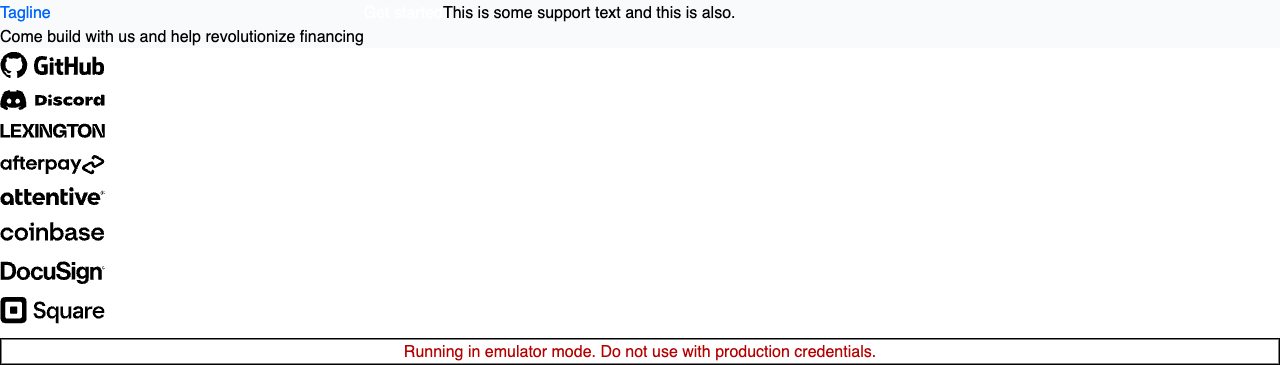 Tagline
Come build with us and help revolutionize financing
Get started
This is some support text and this is also.
GitHub
Discord
LEXINGTON
afterpay
attentive
coinbase
DocuSign
Square
Running in emulator mode. Do not use with production credentials.